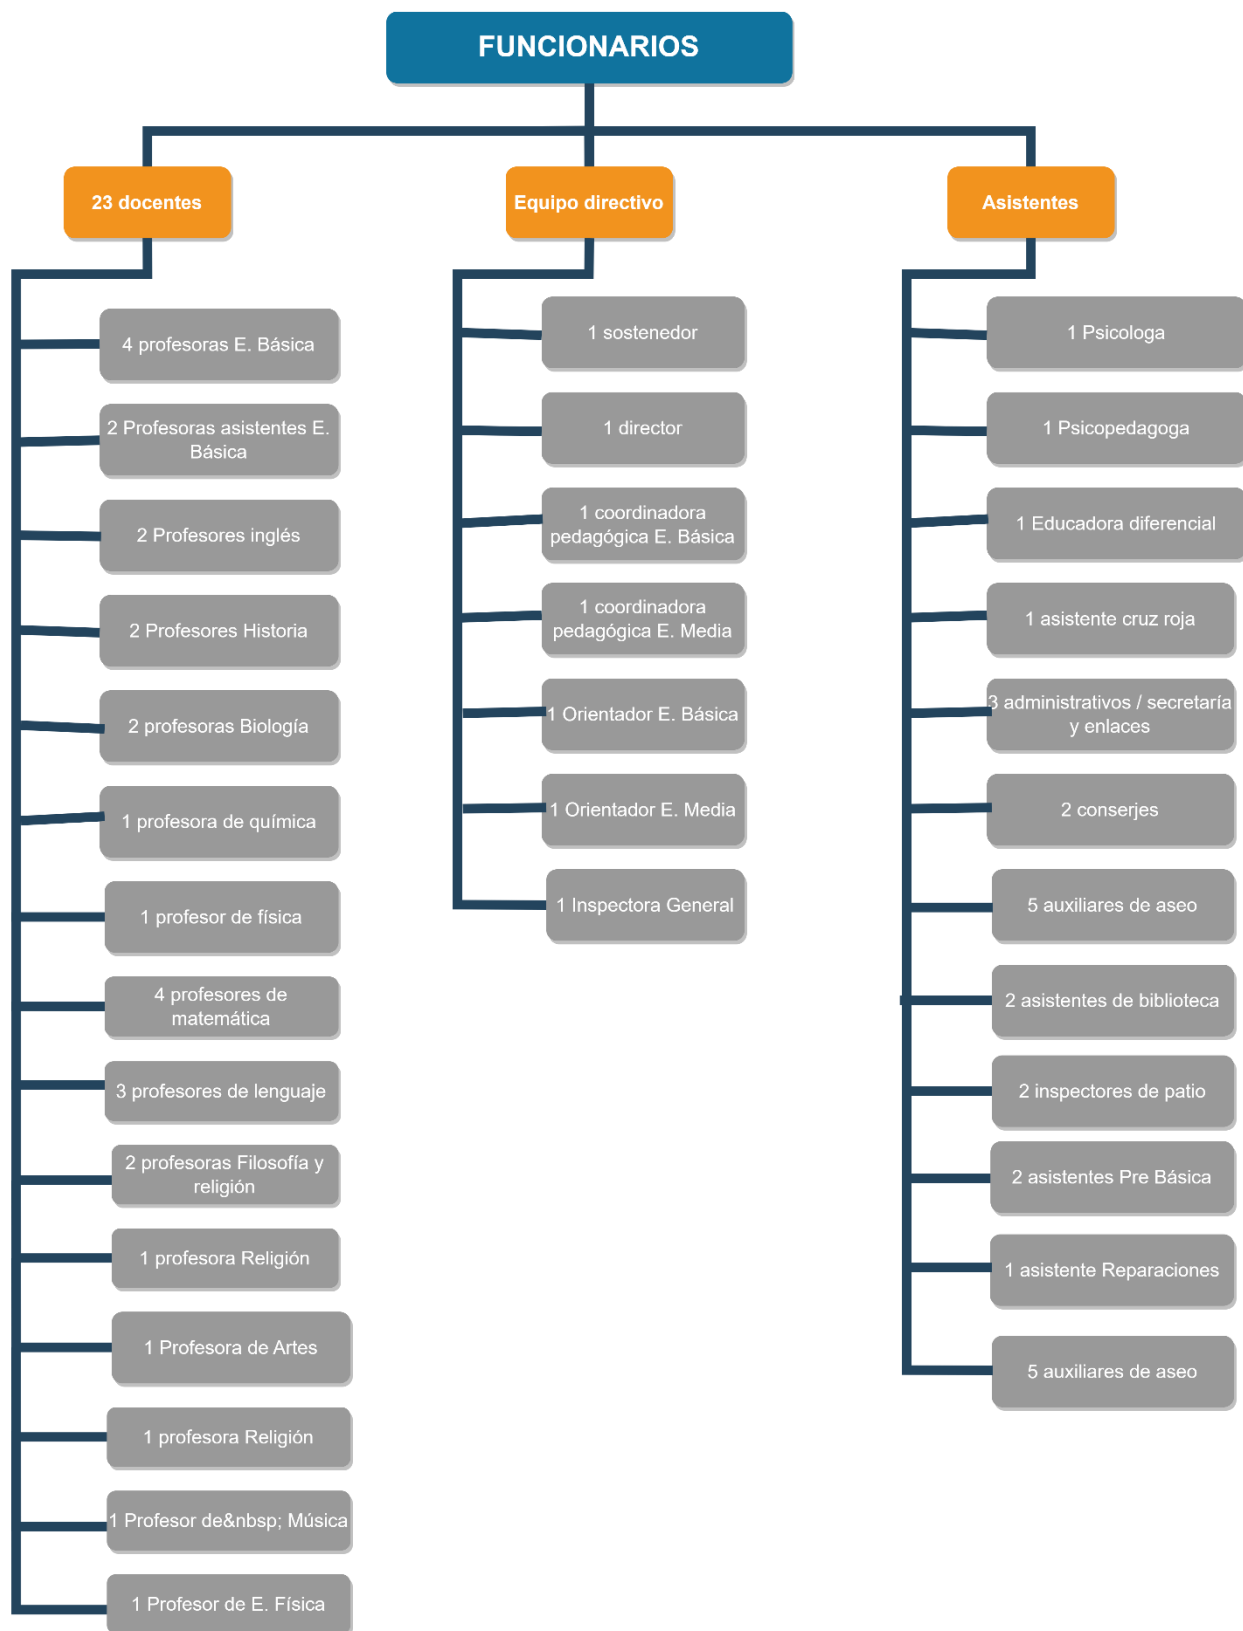 FUNCIONARIOS
23 docentes
4 profesoras E. Básica
2 Profesoras asistentes E.
Básica
2 Profesores inglés
2 Profesores Historia
2 profesoras Biología
1 profesora de química
1 profesor de física
4 profesores de
matemática
3 profesores de lenguaje
2 profesoras Filosofía y
religión
1 profesora Religión
1 Profesora de Artes
1 profesora Religión
1 Profesor de&nbsp; Música
1 Profesor de E. Física
Equipo directivo
1 sostenedor
1 director
1 coordinadora
pedagógica E. Básica
1 coordinadora
pedagógica E. Media
1 Orientador E. Básica
1 Orientador E. Media
1 Inspectora General
Asistentes
1 Psicologa
1 Psicopedagoga
1 Educadora diferencial
1 asistente cruz roja
3 administrativos / secretaría
y enlaces
2 conserjes
5 auxiliares de aseo
2 asistentes de biblioteca
2 inspectores de patio
2 asistentes Pre Básica
1 asistente Reparaciones
5 auxiliares de aseo